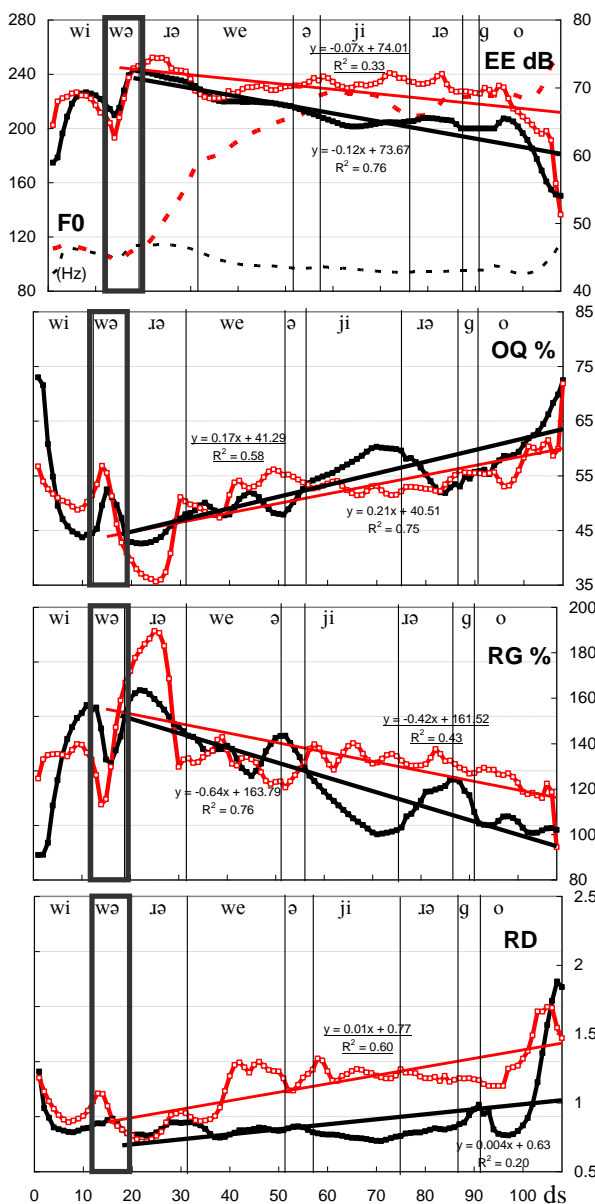 280 wi wə ɹə we ə ji ɹə g o 80
240 y = -0.07x + 74.01 EE dB 70
R² = 0.33
200
y = -0.12x + 73.67 60
160 R² = 0.76
F0
120 50
(Hz)
80 40
wi wə ɹə we ə ji ɹə g o 85
OQ %
75
65
y = 0.17x + 41.29
R² = 0.58
55
y = 0.21x + 40.51
R² = 0.75
45
35
wi wə ɹə we ə ji ɹə g o 200
RG % 180
160
y = -0.42x + 161.52
R² = 0.43
140
y = -0.64x + 163.79 120
R² = 0.76
100
80
wi wə ɹə we ə ji ɹə g o 2.5
RD
2
y = 0.01x + 0.77
R² = 0.60
1.5
1
y = 0.004x + 0.63
R² = 0.20
0.5
0 10 20 30 40 50 60 70 80 90 100 ds